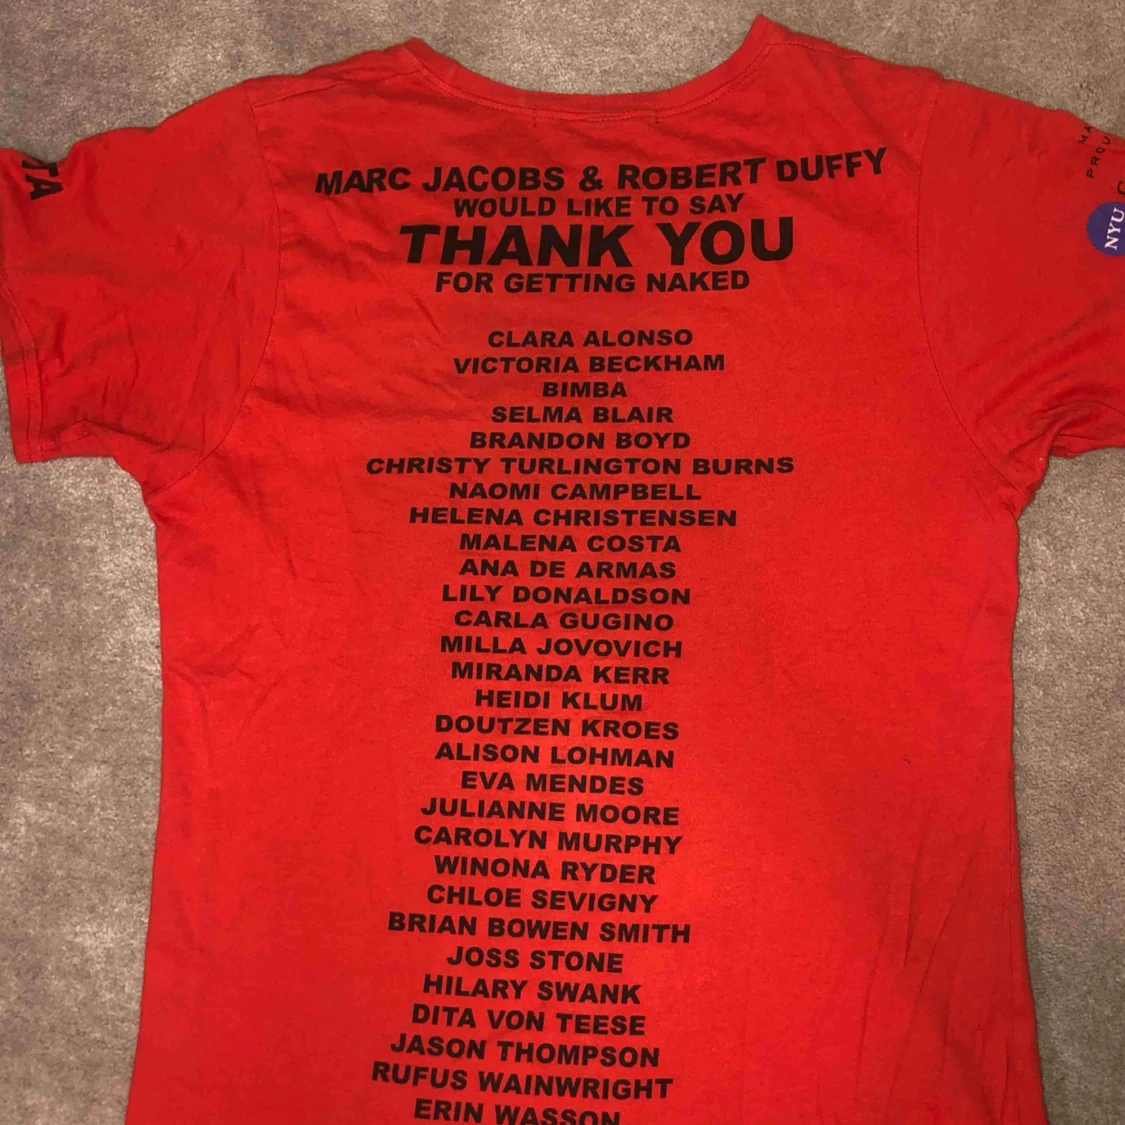 MARC JACOBS & ROBERT DUFFY
WOULD LIKE TO SAY
THANK YOU
FOR GETTING NAKED
CLARA ALONSO
VICTORIA BECKHAM
BIMBA
SELMA BLAIR
BRANDON BOYD
CHRISTY TURLINGTON BURNS
NAOMI CAMPBELL
HELENA CHRISTENSEN
MALENA COSTA
ANA DE ARMAS
LILY DONALDSON
CARLA GUGINO
MILLA JOVOVICH
MIRANDA KERR
HEIDI KLUM
DOUTZEN KROES
ALISON LOHMAN
EVA MENDES
JULIANNE MOORE
CAROLYN MURPHY
WINONA RYDER
CHLOE SEVIGNY
BRIAN BOWEN SMITH
JOSS STONE
HILARY SWANK
DITA VON TEESE
JASON THOMPSON
RUFUS WAINWRIGHT
ERIN WASSON
NYU